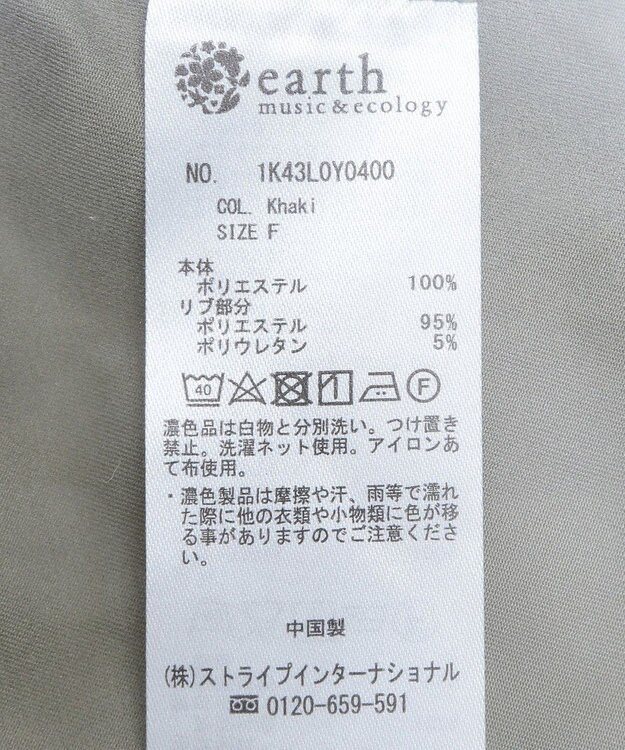 earth
music&ecology
NO. 1K43L0Y0400
COL. Khaki
SIZE F
本体
ポリエステル 100%
リブ部分
ポリエステル 95%
ポリウレタン 5%
40 F
濃色品は白物と分別洗い。つけ置き
禁止。洗濯ネット使用。アイロンあ
て布使用。
・濃色製品は摩擦や汗、雨等で濡れ
た際に他の衣類や小物類に色が移
る事がありますのでご注意くださ
い。
中国製
(株)ストライプインターナショナル
0120-659-591